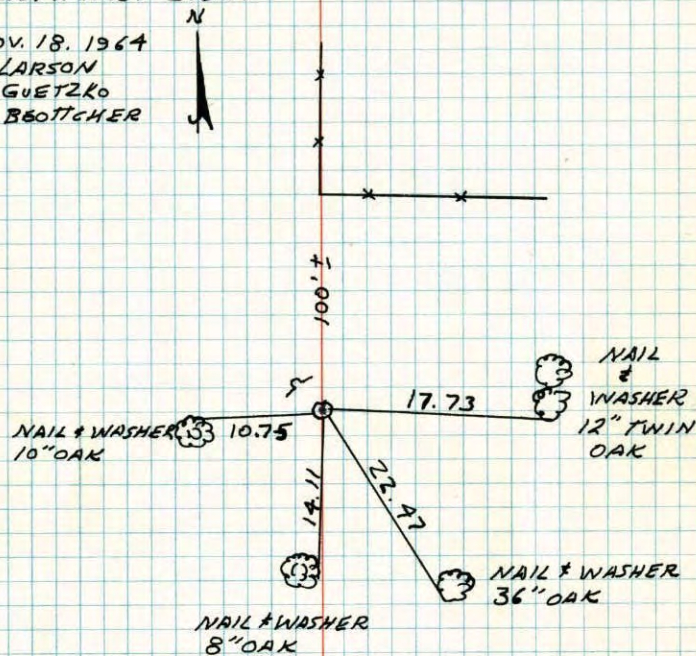 N
NOV. 18. 1964
LARSON
GUETZKO
BEOTTCHER
100' ±
NAIL
&
WASHER
12" TWIN
OAK
17.73
NAIL & WASHER
10" OAK
10.75
14.11
22.47
NAIL & WASHER
36" OAK
NAIL & WASHER
8" OAK